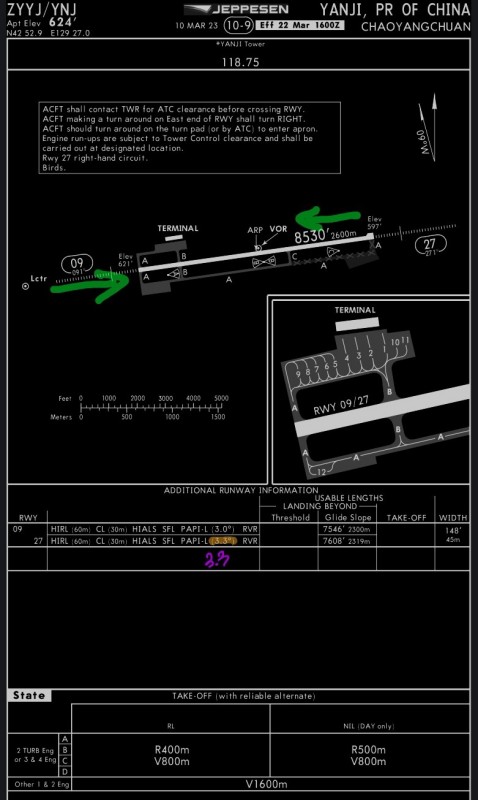 ZYYJ/YNJ
Apt Elev 624'
N42 52.9 E129 27.0
JEPPESEN
10 MAR 23 10-9 Eff 22 Mar 1600Z
YANJI, PR OF CHINA
CHAOYANGCHUAN
*YANJI Tower
118.75
ACFT shall contact TWR for ATC clearance before crossing RWY.
ACFT making a turn around on East end of RWY shall turn RIGHT.
ACFT should turn around on the turn pad (or by ATC) to enter apron.
Engine run-ups are subject to Tower Control clearance and shall be
carried out at designated location.
Rwy 27 right-hand circuit.
Birds.
09°W
Elev
597'
TERMINAL
ARP VOR
8530' 2600m
27
271°
09
091°
Elev
621'
Lctr
A B
A B
A
C
A
A
TERMINAL
9 8 7 6 5 4 3 2 1 10 11
RWY 09/27
A
B
A
B
A
A
12
Feet 0 1000 2000 3000 4000 5000
Meters 0 500 1000 1500
ADDITIONAL RUNWAY INFORMATION
USABLE LENGTHS
LANDING BEYOND
RWY Threshold Glide Slope TAKE-OFF WIDTH
09 HIRL (60m) CL (30m) HIALS SFL PAPI-L (3.0°) RVR 7546' 2300m 148'
27 HIRL (60m) CL (30m) HIALS SFL PAPI-L (3.3°) RVR 7608' 2319m 45m
3.3
State
TAKE-OFF (with reliable alternate)
RL NIL (DAY only)
A
2 TURB Eng B R400m R500m
or 3 & 4 Eng C V800m V800m
D
Other 1 & 2 Eng V1600m